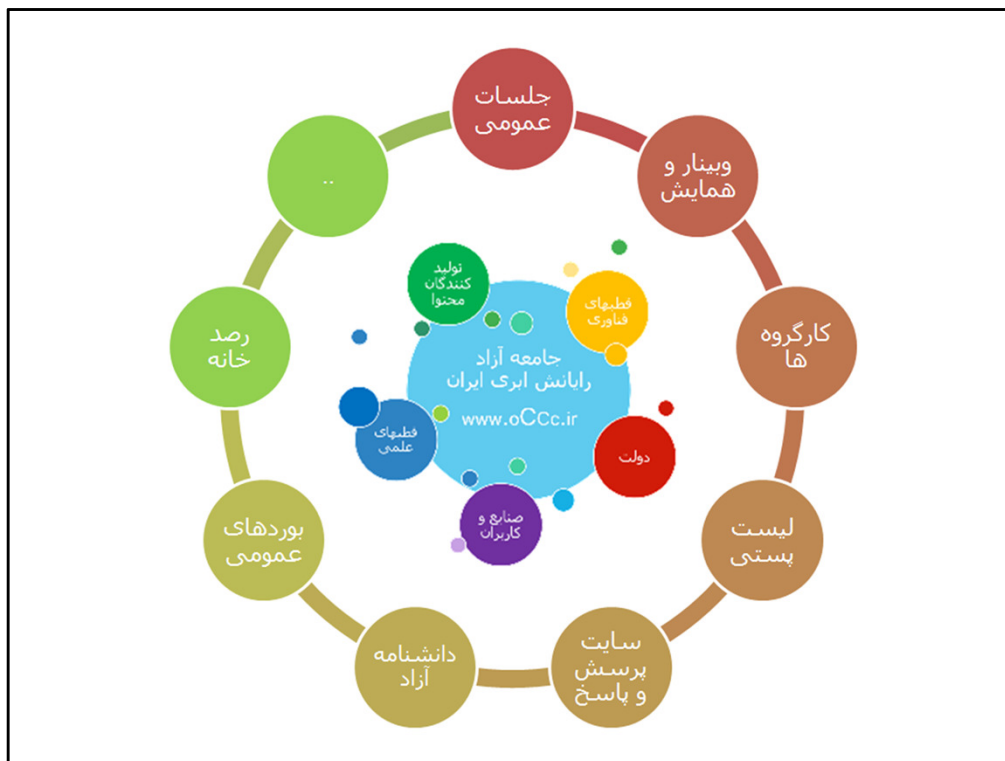 جلسات
عمومی
وبینار و
همایش
کارگروه
ها
لیست
پستی
سایت
پرسش
و پاسخ
دانشنامه
آزاد
بوردهای
عمومی
رصد
خانه
..
تولید
کنندگان
محتوا
قطبهای
فناوری
جامعه آزاد
رایانش ابری ایران
www.oCCc.ir
قطبهای
علمی
دولت
صنایع و
کاربران